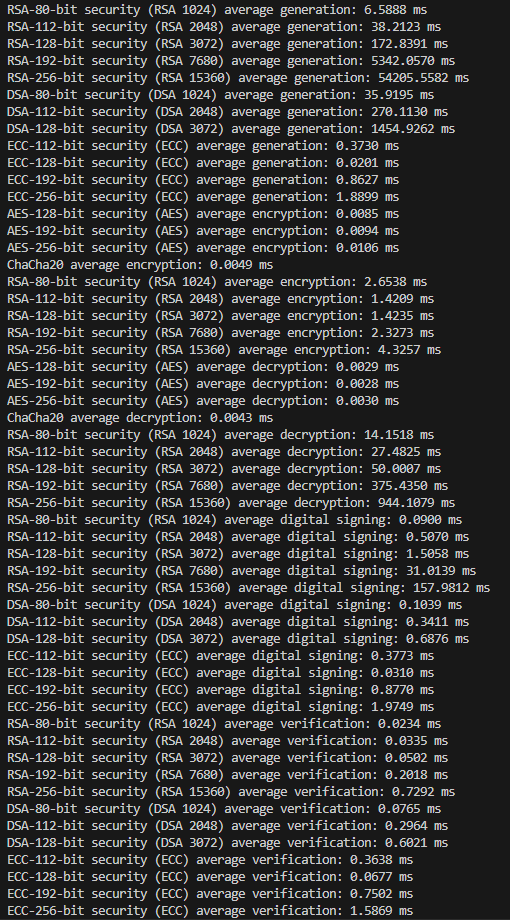 RSA-80-bit security (RSA 1024) average generation: 6.5888 ms
RSA-112-bit security (RSA 2048) average generation: 38.2123 ms
RSA-128-bit security (RSA 3072) average generation: 172.8391 ms
RSA-192-bit security (RSA 7680) average generation: 5342.0570 ms
RSA-256-bit security (RSA 15360) average generation: 54205.5582 ms
DSA-80-bit security (DSA 1024) average generation: 35.9195 ms
DSA-112-bit security (DSA 2048) average generation: 270.1130 ms
DSA-128-bit security (DSA 3072) average generation: 1454.9262 ms
ECC-112-bit security (ECC) average generation: 0.3730 ms
ECC-128-bit security (ECC) average generation: 0.0201 ms
ECC-192-bit security (ECC) average generation: 0.8627 ms
ECC-256-bit security (ECC) average generation: 1.8899 ms
AES-128-bit security (AES) average encryption: 0.0085 ms
AES-192-bit security (AES) average encryption: 0.0094 ms
AES-256-bit security (AES) average encryption: 0.0106 ms
ChaCha20 average encryption: 0.0049 ms
RSA-80-bit security (RSA 1024) average encryption: 2.6538 ms
RSA-112-bit security (RSA 2048) average encryption: 1.4209 ms
RSA-128-bit security (RSA 3072) average encryption: 1.4235 ms
RSA-192-bit security (RSA 7680) average encryption: 2.3273 ms
RSA-256-bit security (RSA 15360) average encryption: 4.3257 ms
AES-128-bit security (AES) average decryption: 0.0029 ms
AES-192-bit security (AES) average decryption: 0.0028 ms
AES-256-bit security (AES) average decryption: 0.0030 ms
ChaCha20 average decryption: 0.0043 ms
RSA-80-bit security (RSA 1024) average decryption: 14.1518 ms
RSA-112-bit security (RSA 2048) average decryption: 27.4825 ms
RSA-128-bit security (RSA 3072) average decryption: 50.0007 ms
RSA-192-bit security (RSA 7680) average decryption: 375.4350 ms
RSA-256-bit security (RSA 15360) average decryption: 944.1079 ms
RSA-80-bit security (RSA 1024) average digital signing: 0.0900 ms
RSA-112-bit security (RSA 2048) average digital signing: 0.5070 ms
RSA-128-bit security (RSA 3072) average digital signing: 1.5058 ms
RSA-192-bit security (RSA 7680) average digital signing: 31.0139 ms
RSA-256-bit security (RSA 15360) average digital signing: 157.9812 ms
DSA-80-bit security (DSA 1024) average digital signing: 0.1039 ms
DSA-112-bit security (DSA 2048) average digital signing: 0.3411 ms
DSA-128-bit security (DSA 3072) average digital signing: 0.6876 ms
ECC-112-bit security (ECC) average digital signing: 0.3773 ms
ECC-128-bit security (ECC) average digital signing: 0.0310 ms
ECC-192-bit security (ECC) average digital signing: 0.8770 ms
ECC-256-bit security (ECC) average digital signing: 1.9749 ms
RSA-80-bit security (RSA 1024) average verification: 0.0234 ms
RSA-112-bit security (RSA 2048) average verification: 0.0335 ms
RSA-128-bit security (RSA 3072) average verification: 0.0502 ms
RSA-192-bit security (RSA 7680) average verification: 0.2018 ms
RSA-256-bit security (RSA 15360) average verification: 0.7292 ms
DSA-80-bit security (DSA 1024) average verification: 0.0765 ms
DSA-112-bit security (DSA 2048) average verification: 0.2964 ms
DSA-128-bit security (DSA 3072) average verification: 0.6021 ms
ECC-112-bit security (ECC) average verification: 0.3638 ms
ECC-128-bit security (ECC) average verification: 0.0677 ms
ECC-192-bit security (ECC) average verification: 0.7502 ms
ECC-256-bit security (ECC) average verification: 1.5869 ms